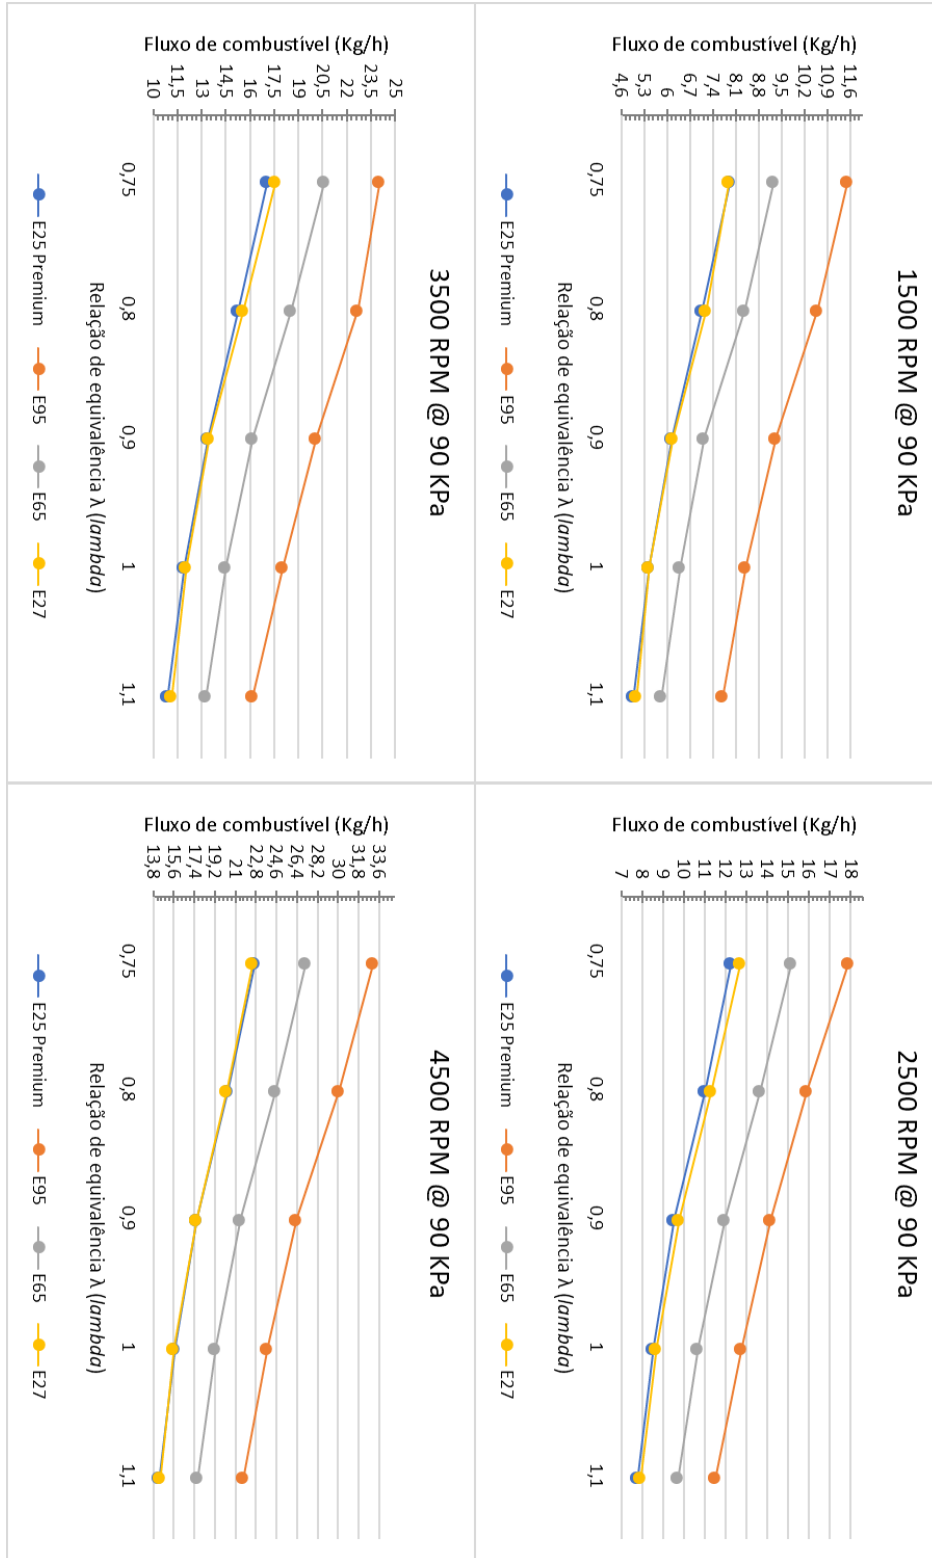 1500 RPM @ 90 KPa
Fluxo de combustível (Kg/h)
11,6
10,9
10,2
9,5
8,8
8,1
7,4
6,7
6
5,3
4,6
0,75
0,8
0,9
1
1,1
Relação de equivalência λ (lambda)
E25 Premium
E95
E65
E27
2500 RPM @ 90 KPa
Fluxo de combustível (Kg/h)
18
17
16
15
14
13
12
11
10
9
8
7
0,75
0,8
0,9
1
1,1
Relação de equivalência λ (lambda)
E25 Premium
E95
E65
E27
3500 RPM @ 90 KPa
Fluxo de combustível (Kg/h)
25
23,5
22
20,5
19
17,5
16
14,5
13
11,5
10
0,75
0,8
0,9
1
1,1
Relação de equivalência λ (lambda)
E25 Premium
E95
E65
E27
4500 RPM @ 90 KPa
Fluxo de combustível (Kg/h)
33,6
31,8
30
28,2
26,4
24,6
22,8
21
19,2
17,4
15,6
13,8
0,75
0,8
0,9
1
1,1
Relação de equivalência λ (lambda)
E25 Premium
E95
E65
E27